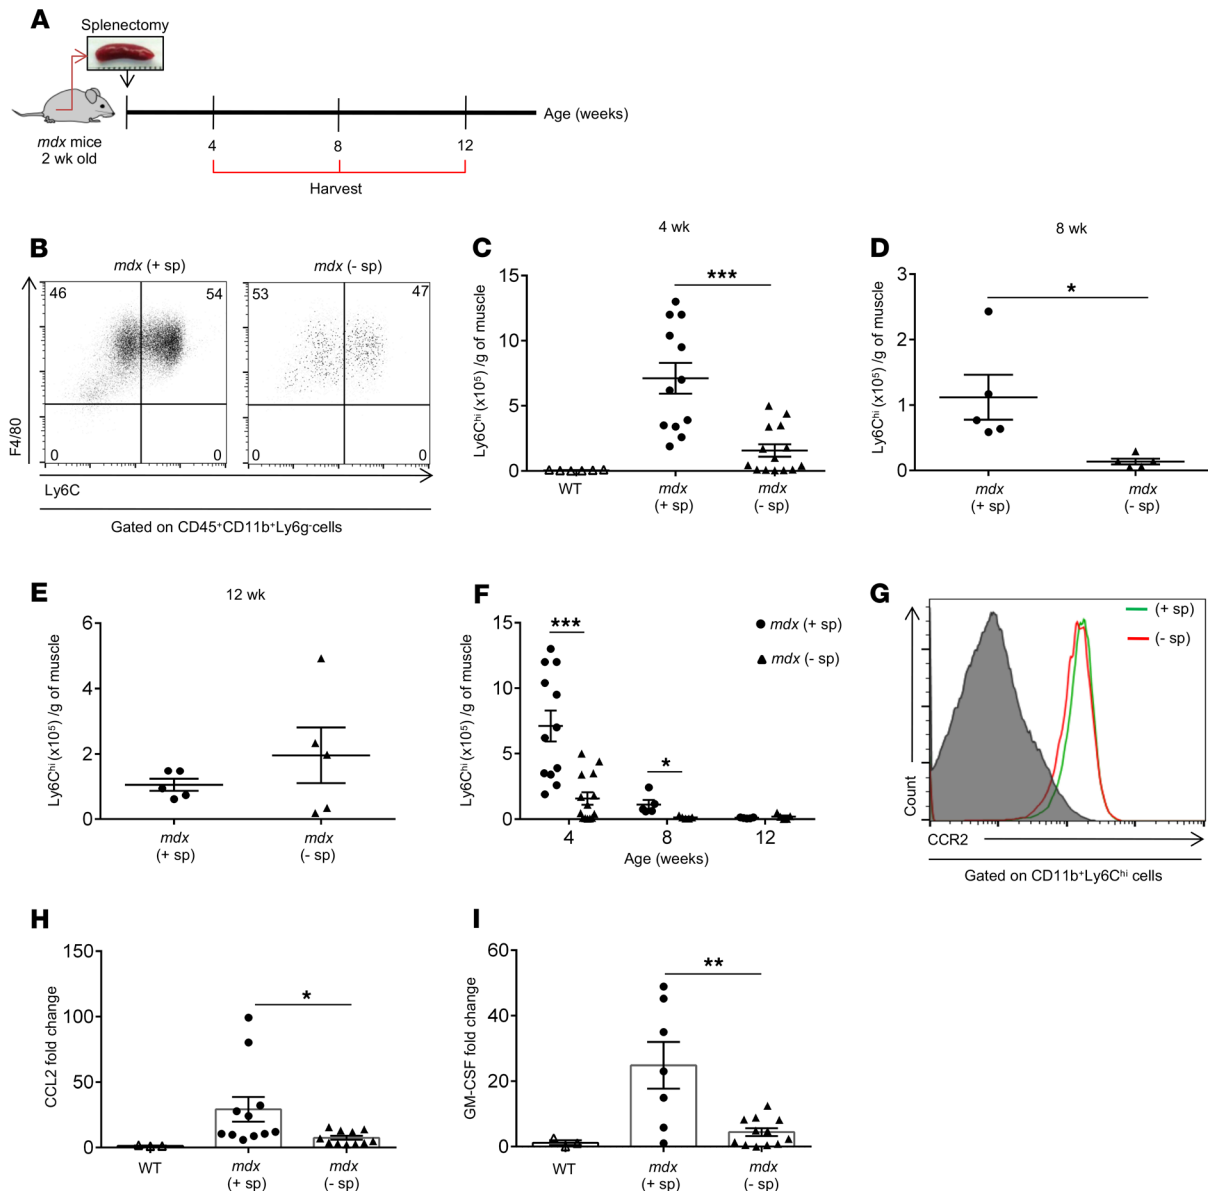 A
Splenectomy
Age (weeks)
mdx mice
2 wk old
4
8
12
Harvest
B
mdx (+ sp)
mdx (- sp)
46
54
53
47
0
0
0
0
F4/80
Ly6C
Gated on CD45⁺CD11b⁺Ly6g⁻cells
C
4 wk
Ly6Cʰⁱ (x10⁵) /g of muscle
15
10
5
0
***
WT
mdx
(+ sp)
mdx
(- sp)
D
8 wk
Ly6Cʰⁱ (x10⁵) /g of muscle
3
2
1
0
*
mdx
(+ sp)
mdx
(- sp)
E
12 wk
Ly6Cʰⁱ (x10⁵) /g of muscle
6
4
2
0
mdx
(+ sp)
mdx
(- sp)
F
Ly6Cʰⁱ (x10⁵) /g of muscle
15
10
5
0
***
*
mdx (+ sp)
mdx (- sp)
4
8
12
Age (weeks)
G
(+ sp)
(- sp)
Count
CCR2
Gated on CD11b⁺Ly6Cʰⁱ cells
H
CCL2 fold change
150
100
50
0
*
WT
mdx
(+ sp)
mdx
(- sp)
I
GM-CSF fold change
60
40
20
0
**
WT
mdx
(+ sp)
mdx
(- sp)